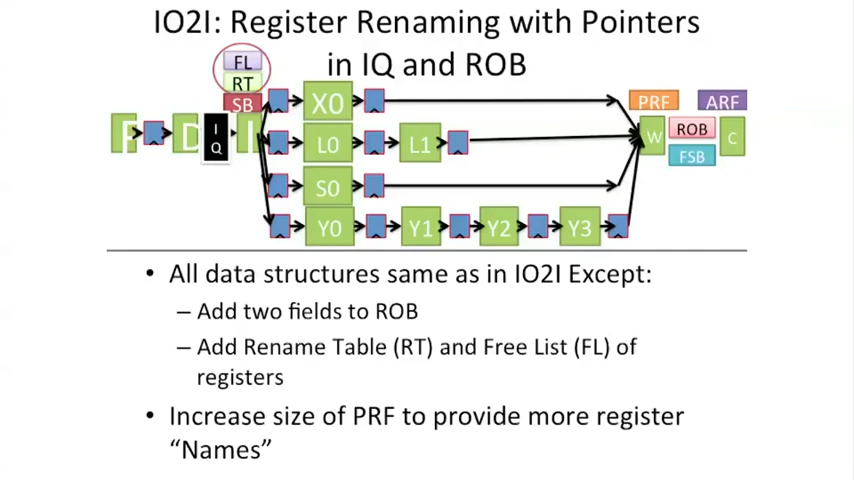 IO2I: Register Renaming with Pointers
in IQ and ROB
FL
RT
SB
F
D
I
Q
I
X0
L0
L1
S0
Y0
Y1
Y2
Y3
PRF
ARF
W
ROB
C
FSB
• All data structures same as in IO2I Except:
– Add two fields to ROB
– Add Rename Table (RT) and Free List (FL) of
registers
• Increase size of PRF to provide more register
“Names”